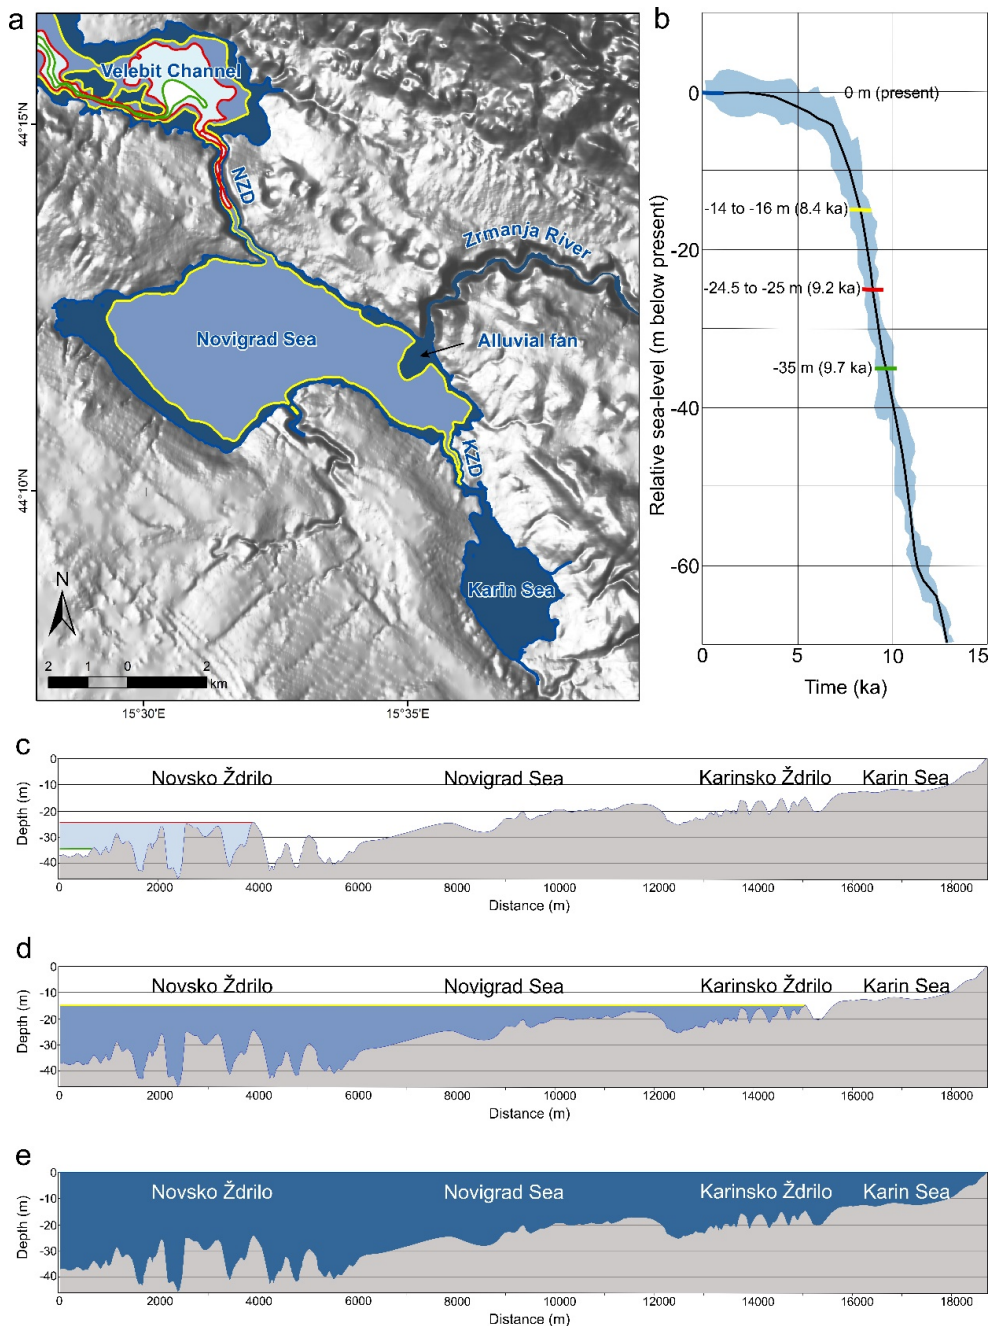 a
Velebit Channel
44°15'N
NZD
Zrmanja River
Novigrad Sea
Alluvial fan
KZD
44°10'N
Karin Sea
N
2 1 0 2
km
15°30'E 15°35'E
b
0
0 m (present)
-14 to -16 m (8.4 ka)
-20
-24.5 to -25 m (9.2 ka)
-35 m (9.7 ka)
-40
-60
Relative sea-level (m below present)
0 5 10 15
Time (ka)
c
Novsko Ždrilo Novigrad Sea Karinsko Ždrilo Karin Sea
0
-10
-20
-30
-40
Depth (m)
0 2000 4000 6000 8000 10000 12000 14000 16000 18000
Distance (m)
d
Novsko Ždrilo Novigrad Sea Karinsko Ždrilo Karin Sea
0
-10
-20
-30
-40
Depth (m)
0 2000 4000 6000 8000 10000 12000 14000 16000 18000
Distance (m)
e
Novsko Ždrilo Novigrad Sea Karinsko Ždrilo Karin Sea
0
-10
-20
-30
-40
Depth (m)
0 2000 4000 6000 8000 10000 12000 14000 16000 18000
Distance (m)